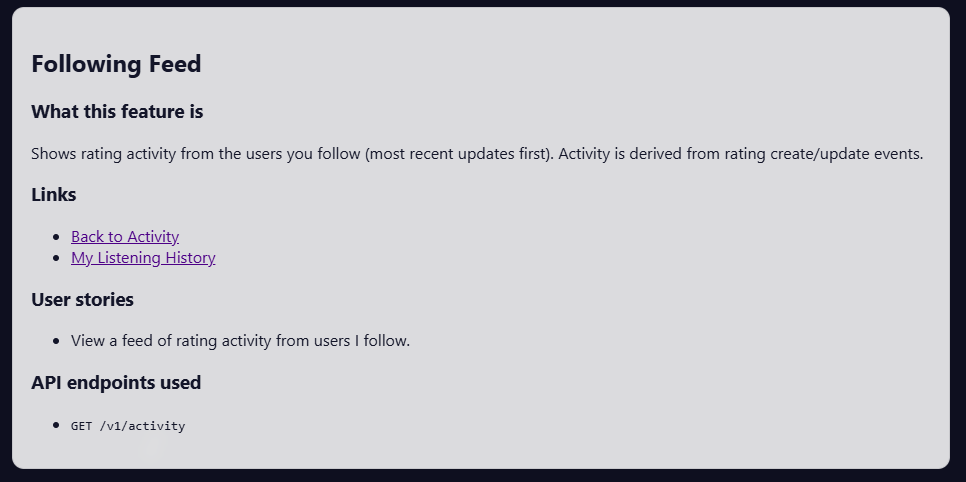 Following Feed
What this feature is
Shows rating activity from the users you follow (most recent updates first). Activity is derived from rating create/update events.
Links
Back to Activity
My Listening History
User stories
View a feed of rating activity from users I follow.
API endpoints used
GET /v1/activity